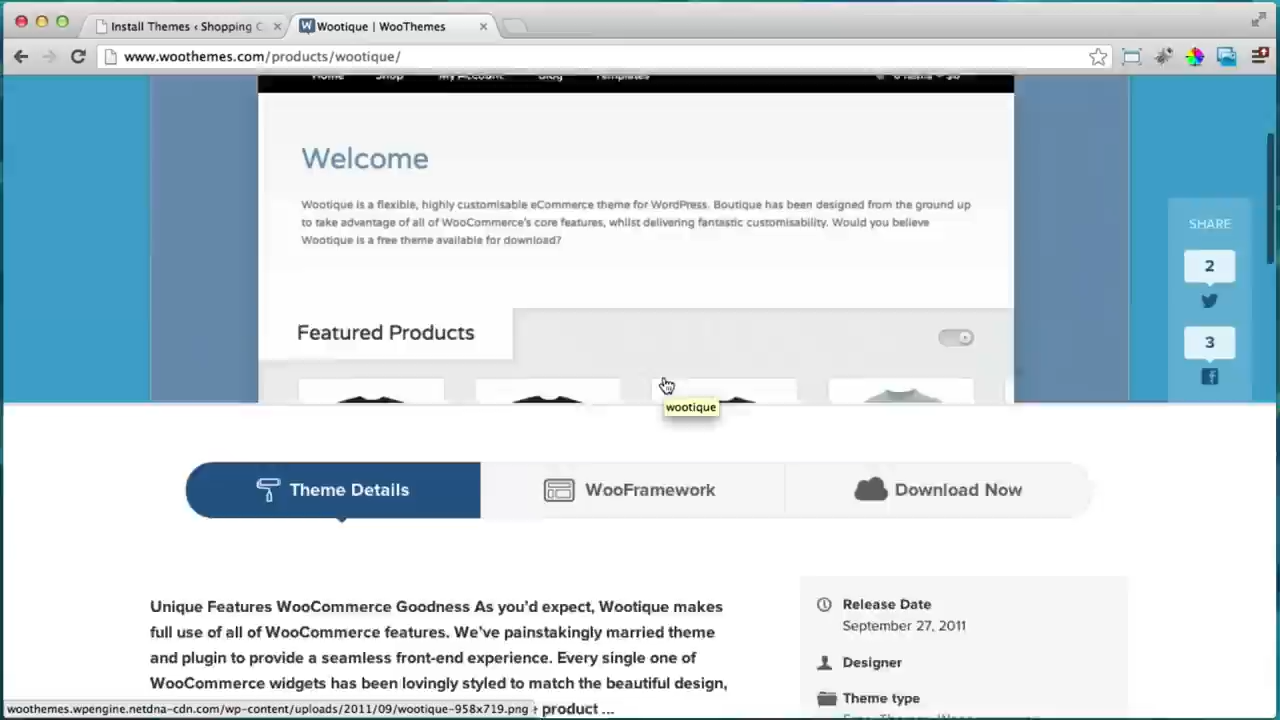 Install Themes ‹ Shopping C
Wootique | WooThemes
www.woothemes.com/products/wootique/
Home Shop My Account Blog Templates
Welcome
Wootique is a flexible, highly customisable eCommerce theme for WordPress. Boutique has been designed from the ground up
to take advantage of all of WooCommerce's core features, whilst delivering fantastic customisability. Would you believe
Wootique is a free theme available for download?
SHARE
2
3
Featured Products
wootique
Theme Details
WooFramework
Download Now
Unique Features WooCommerce Goodness As you'd expect, Wootique makes
full use of all of WooCommerce features. We've painstakingly married theme
and plugin to provide a seamless front-end experience. Every single one of
WooCommerce widgets has been lovingly styled to match the beautiful design,
product ...
Release Date
September 27, 2011
Designer
Theme type
woothemes.wpengine.netdna-cdn.com/wp-content/uploads/2011/09/wootique-958x719.png